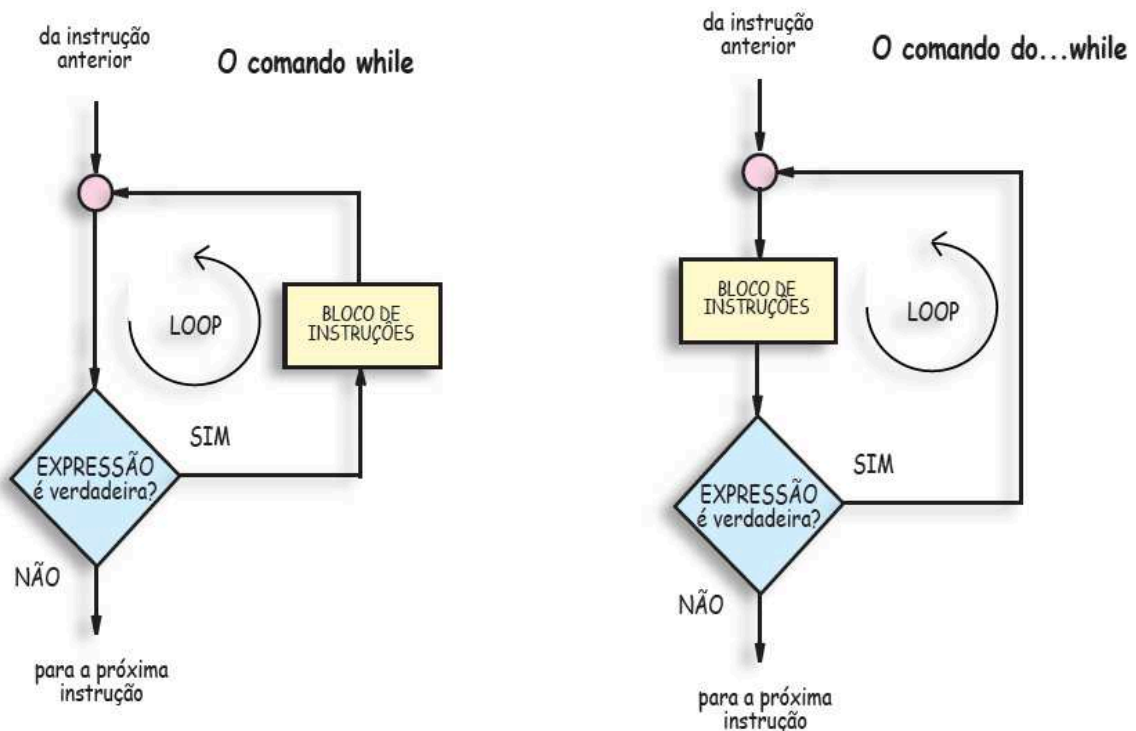 da instrução
anterior
O comando while
LOOP
BLOCO DE
INSTRUÇÕES
SIM
EXPRESSÃO
é verdadeira?
NÃO
para a próxima
instrução
da instrução
anterior
O comando do...while
BLOCO DE
INSTRUÇÕES
LOOP
SIM
EXPRESSÃO
é verdadeira?
NÃO
para a próxima
instrução